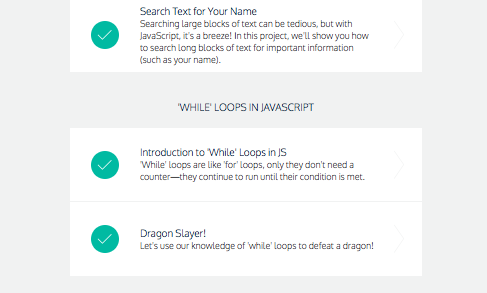 Search Text for Your Name
Searching large blocks of text can be tedious, but with
JavaScript, it's a breeze! In this project, we'll show you how
to search long blocks of text for important information
(such as your name).
'WHILE' LOOPS IN JAVASCRIPT
Introduction to 'While' Loops in JS
'While' loops are like 'for' loops, only they don't need a
counter—they continue to run until their condition is met.
Dragon Slayer!
Let's use our knowledge of 'while' loops to defeat a dragon!